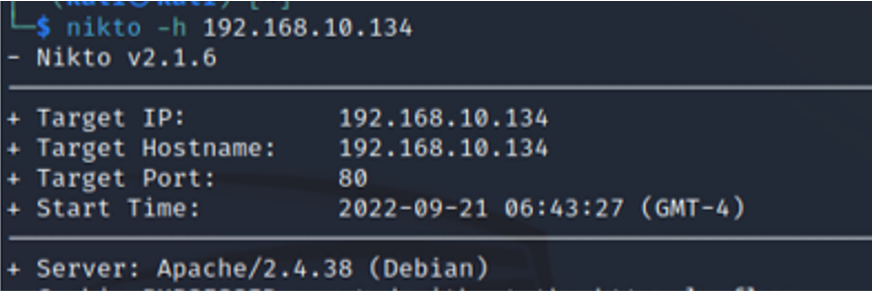 └─$ nikto -h 192.168.10.134
- Nikto v2.1.6
+ Target IP: 192.168.10.134
+ Target Hostname: 192.168.10.134
+ Target Port: 80
+ Start Time: 2022-09-21 06:43:27 (GMT-4)
+ Server: Apache/2.4.38 (Debian)